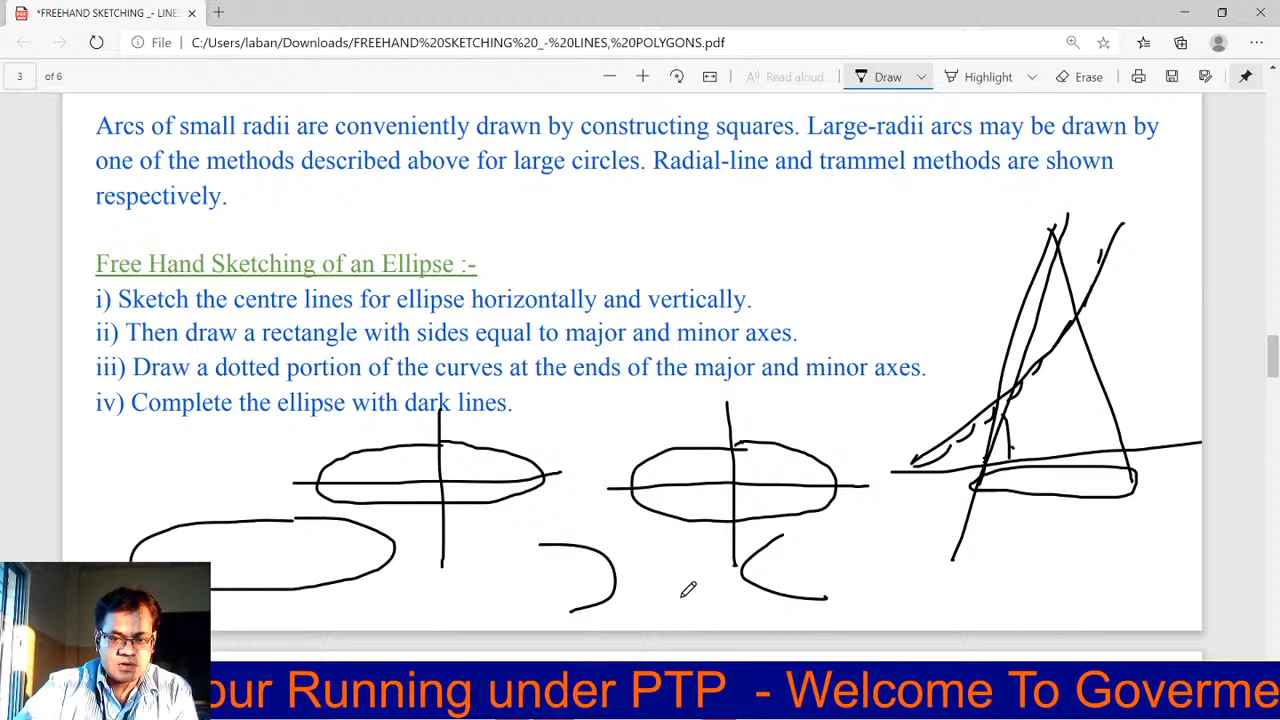 *FREEHAND SKETCHING _- LINE
File
C:/Users/laban/Downloads/FREEHAND%20SKETCHING%20_-%20LINES,%20POLYGONS.pdf
3 of 6
Read aloud
Draw
Highlight
Erase
Arcs of small radii are conveniently drawn by constructing squares. Large-radii arcs may be drawn by
one of the methods described above for large circles. Radial-line and trammel methods are shown
respectively.
Free Hand Sketching of an Ellipse :-
i) Sketch the centre lines for ellipse horizontally and vertically.
ii) Then draw a rectangle with sides equal to major and minor axes.
iii) Draw a dotted portion of the curves at the ends of the major and minor axes.
iv) Complete the ellipse with dark lines.
our Running under PTP - Welcome To Goverme